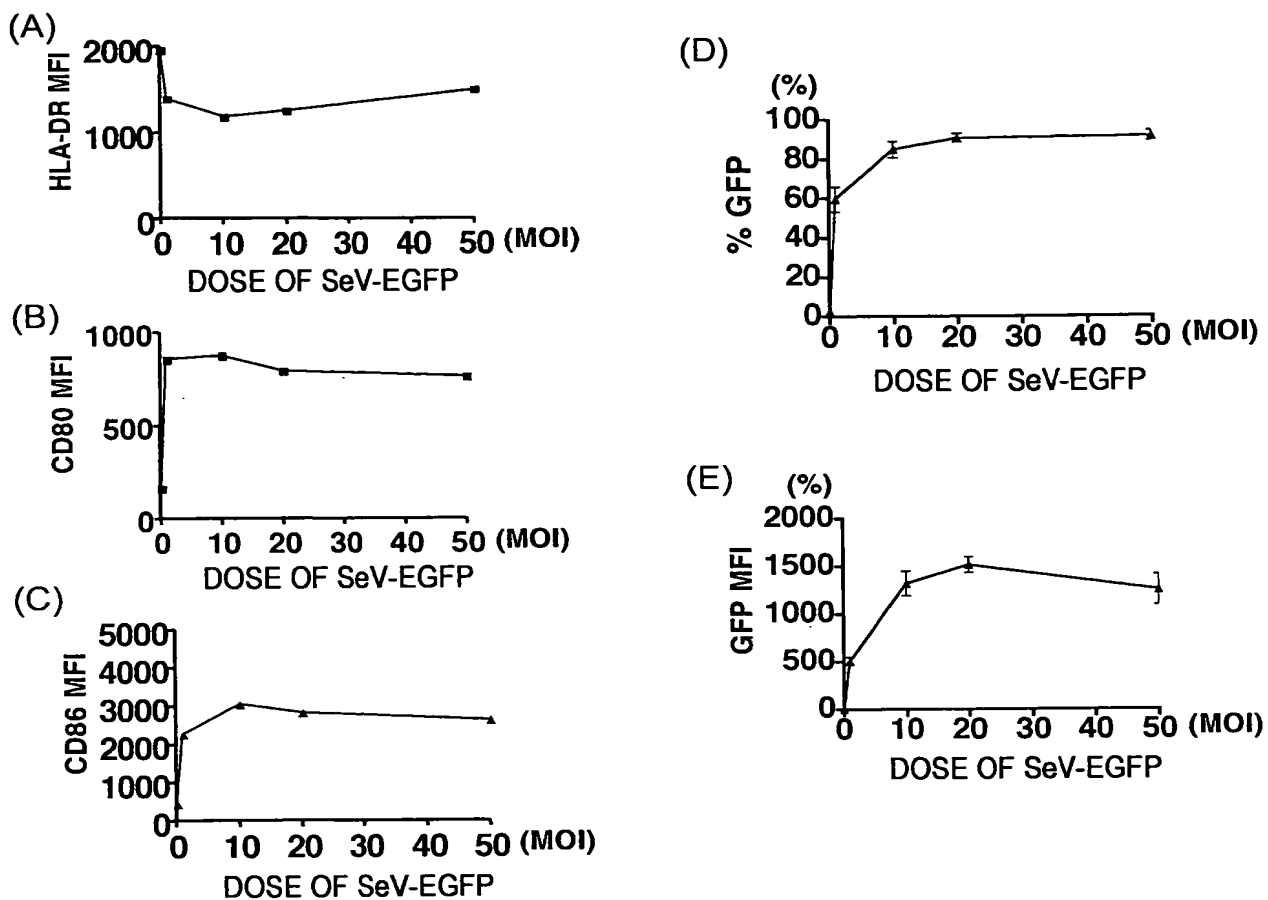 (A)
HLA-DR MFI
2000
1000
0
0 10 20 30 40 50 (MOI)
DOSE OF SeV-EGFP
(B)
CD80 MFI
1000
500
0
0 10 20 30 40 50 (MOI)
DOSE OF SeV-EGFP
(C)
CD86 MFI
5000
4000
3000
2000
1000
0
0 10 20 30 40 50 (MOI)
DOSE OF SeV-EGFP
(D)
(%)
% GFP
100
80
60
40
20
0
0 10 20 30 40 50 (MOI)
DOSE OF SeV-EGFP
(E)
(%)
GFP MFI
2000
1500
1000
500
0
0 10 20 30 40 50 (MOI)
DOSE OF SeV-EGFP